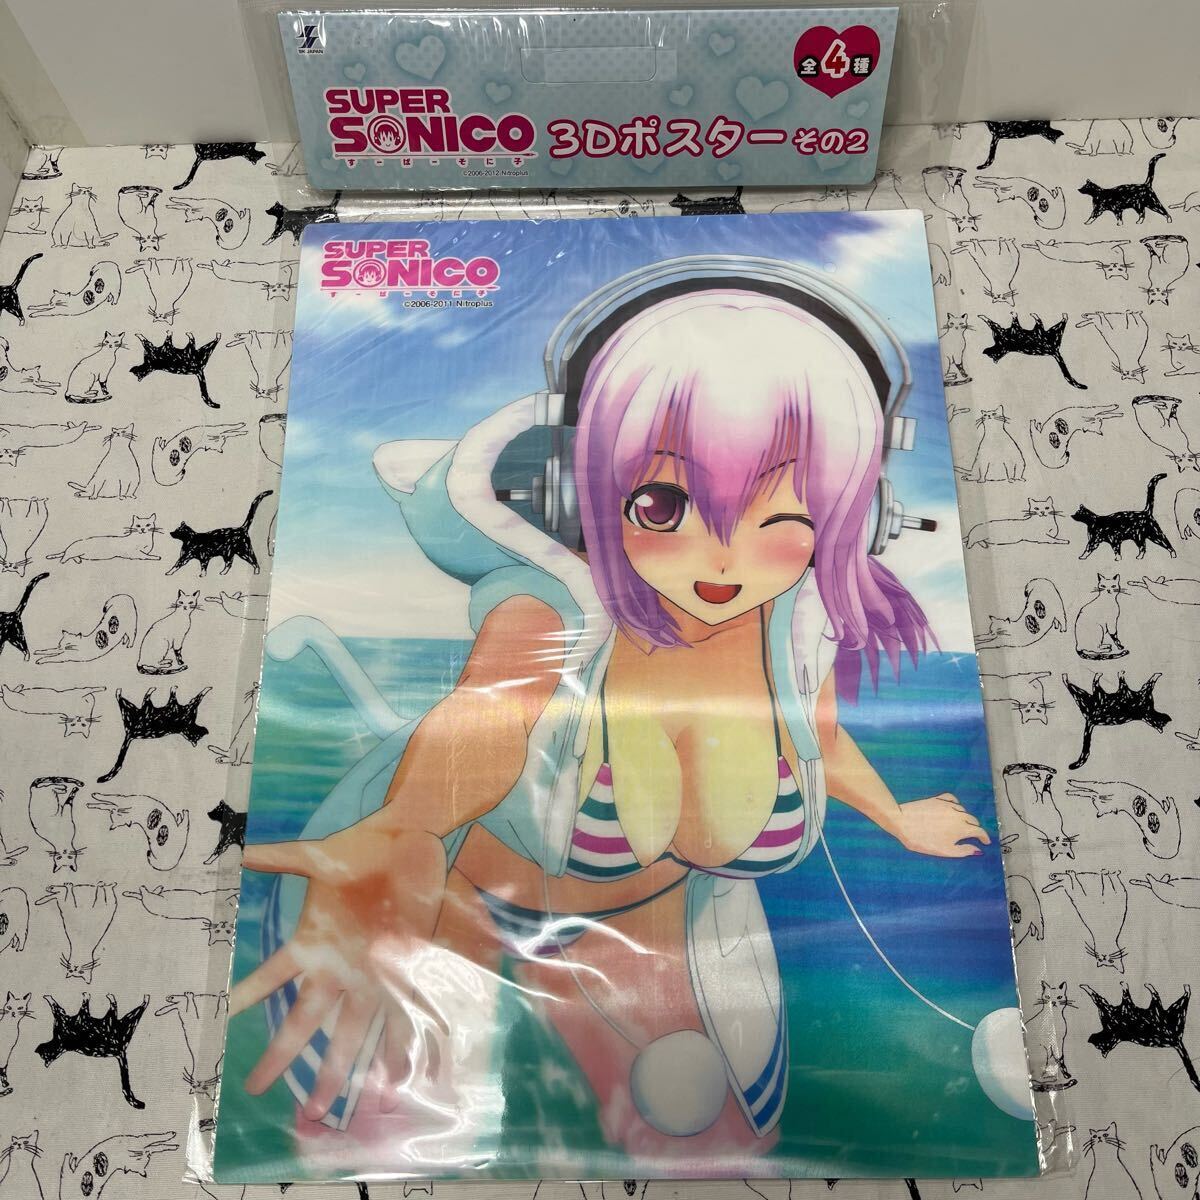 SK JAPAN
全4種
SUPER
SONICO
すーぱーそに子
©2006-2012 Nitroplus
3Dポスター その2
SUPER
SONICO
すーぱーそに子
©2006-2011 Nitroplus